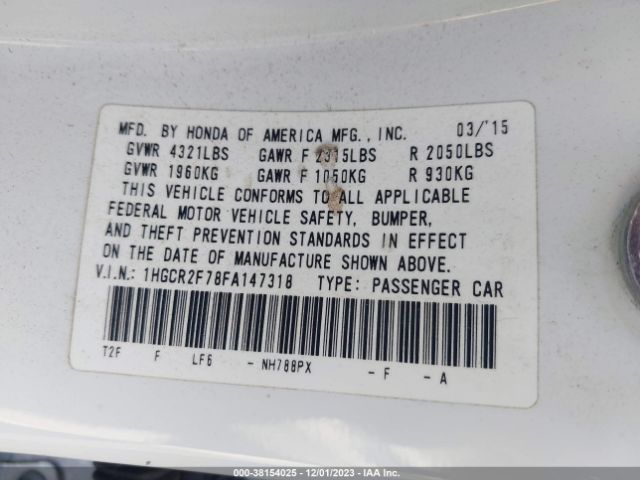 MFD. BY HONDA OF AMERICA MFG., INC. 03/'15
GVWR 4321LBS GAWR F 2315LBS R 2050LBS
GVWR 1960KG GAWR F 1050KG R 930KG
THIS VEHICLE CONFORMS TO ALL APPLICABLE
FEDERAL MOTOR VEHICLE SAFETY, BUMPER,
AND THEFT PREVENTION STANDARDS IN EFFECT
ON THE DATE OF MANUFACTURE SHOWN ABOVE.
V.I.N.: 1HGCR2F78FA147318 TYPE: PASSENGER CAR
T2F F LF6 - NH788PX - F - A
000-38154025 - 12/01/2023 - IAA Inc.